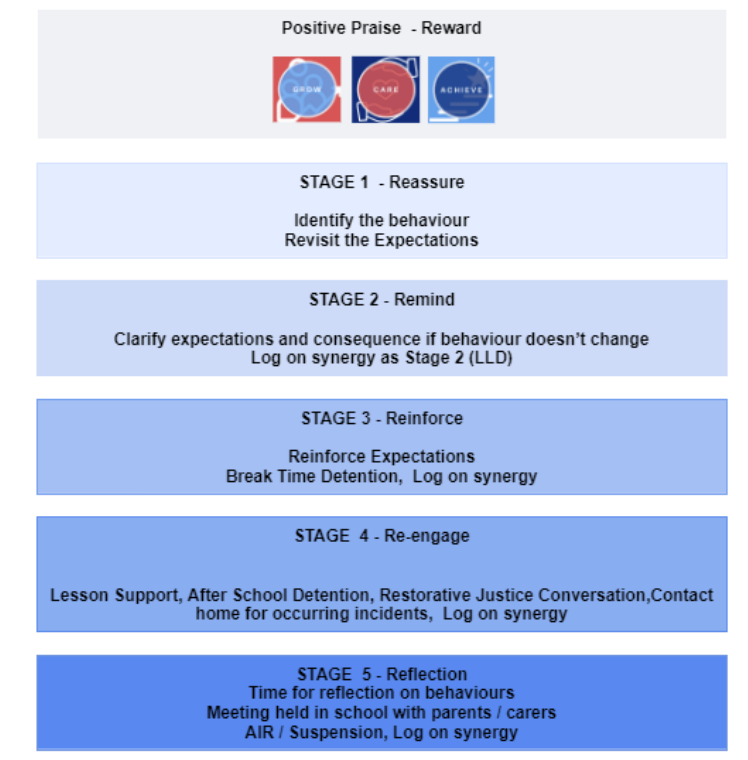 Positive Praise - Reward
GROW
CARE
ACHIEVE
STAGE 1 - Reassure
Identify the behaviour
Revisit the Expectations
STAGE 2 - Remind
Clarify expectations and consequence if behaviour doesn't change
Log on synergy as Stage 2 (LLD)
STAGE 3 - Reinforce
Reinforce Expectations
Break Time Detention, Log on synergy
STAGE 4 - Re-engage
Lesson Support, After School Detention, Restorative Justice Conversation,Contact
home for occurring incidents, Log on synergy
STAGE 5 - Reflection
Time for reflection on behaviours
Meeting held in school with parents / carers
AIR / Suspension, Log on synergy